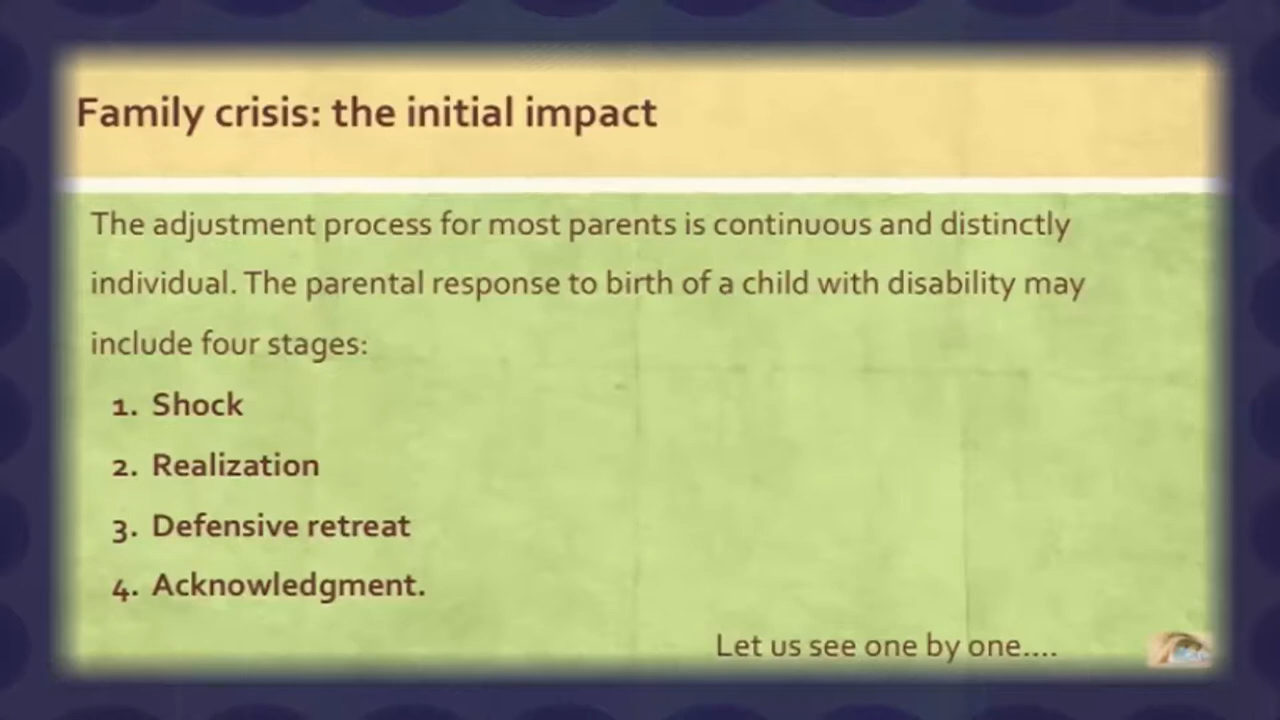 Family crisis: the initial impact
The adjustment process for most parents is continuous and distinctly
individual. The parental response to birth of a child with disability may
include four stages:
1. Shock
2. Realization
3. Defensive retreat
4. Acknowledgment.
Let us see one by one....